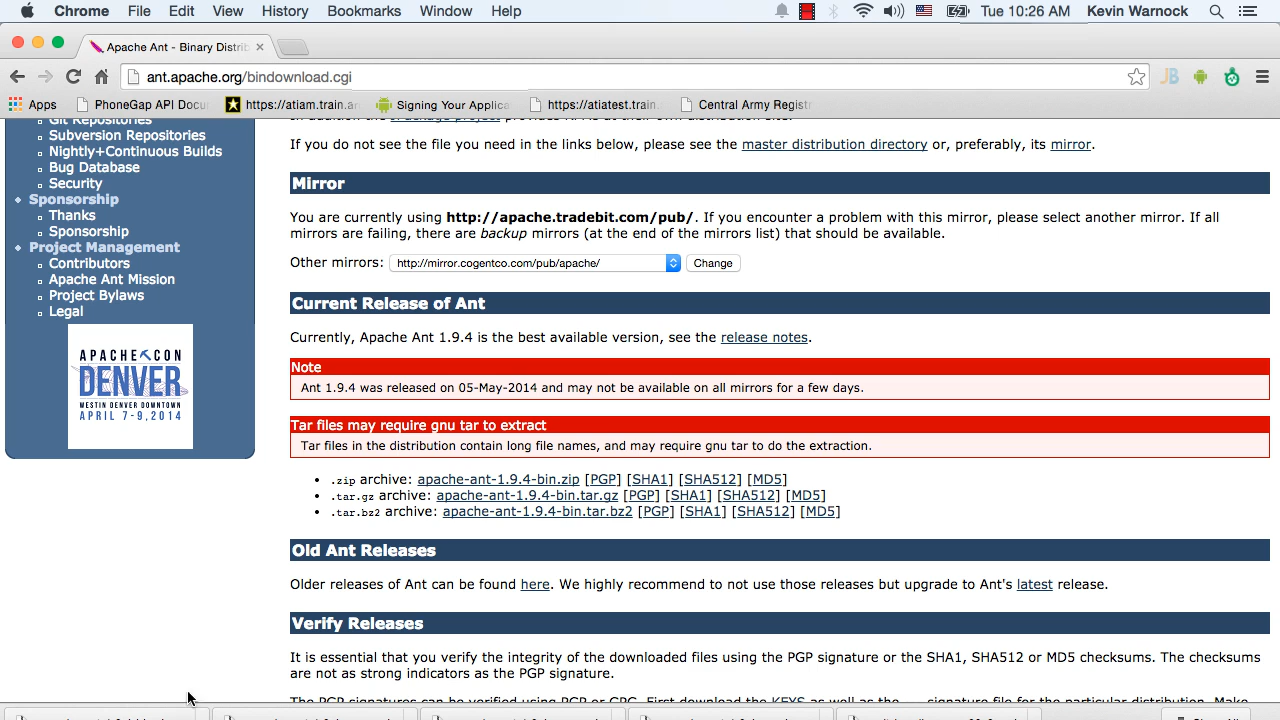 Chrome File Edit View History Bookmarks Window Help Tue 10:26 AM Kevin Warnock
Apache Ant - Binary Distrib
ant.apache.org/bindownload.cgi
JB
Apps PhoneGap API Docu https://atiam.train.ar Signing Your Applica https://atiatest.train. Central Army Regist
Git Repositories
Subversion Repositories
Nightly+Continuous Builds
Bug Database
Security
Sponsorship
Thanks
Sponsorship
Project Management
Contributors
Apache Ant Mission
Project Bylaws
Legal
APACHE CON
DENVER
WESTIN DENVER DOWNTOWN
APRIL 7-9, 2014
If you do not see the file you need in the links below, please see the master distribution directory or, preferably, its mirror.
Mirror
You are currently using http://apache.tradebit.com/pub/. If you encounter a problem with this mirror, please select another mirror. If all
mirrors are failing, there are backup mirrors (at the end of the mirrors list) that should be available.
Other mirrors: http://mirror.cogentco.com/pub/apache/ Change
Current Release of Ant
Currently, Apache Ant 1.9.4 is the best available version, see the release notes.
Note
Ant 1.9.4 was released on 05-May-2014 and may not be available on all mirrors for a few days.
Tar files may require gnu tar to extract
Tar files in the distribution contain long file names, and may require gnu tar to do the extraction.
.zip archive: apache-ant-1.9.4-bin.zip [PGP] [SHA1] [SHA512] [MD5]
.tar.gz archive: apache-ant-1.9.4-bin.tar.gz [PGP] [SHA1] [SHA512] [MD5]
.tar.bz2 archive: apache-ant-1.9.4-bin.tar.bz2 [PGP] [SHA1] [SHA512] [MD5]
Old Ant Releases
Older releases of Ant can be found here. We highly recommend to not use those releases but upgrade to Ant's latest release.
Verify Releases
It is essential that you verify the integrity of the downloaded files using the PGP signature or the SHA1, SHA512 or MD5 checksums. The checksums
are not as strong indicators as the PGP signature.
The PGP signatures can be verified using PGP or GPG. First download the KEYS as well as the signature file for the particular distribution. Make